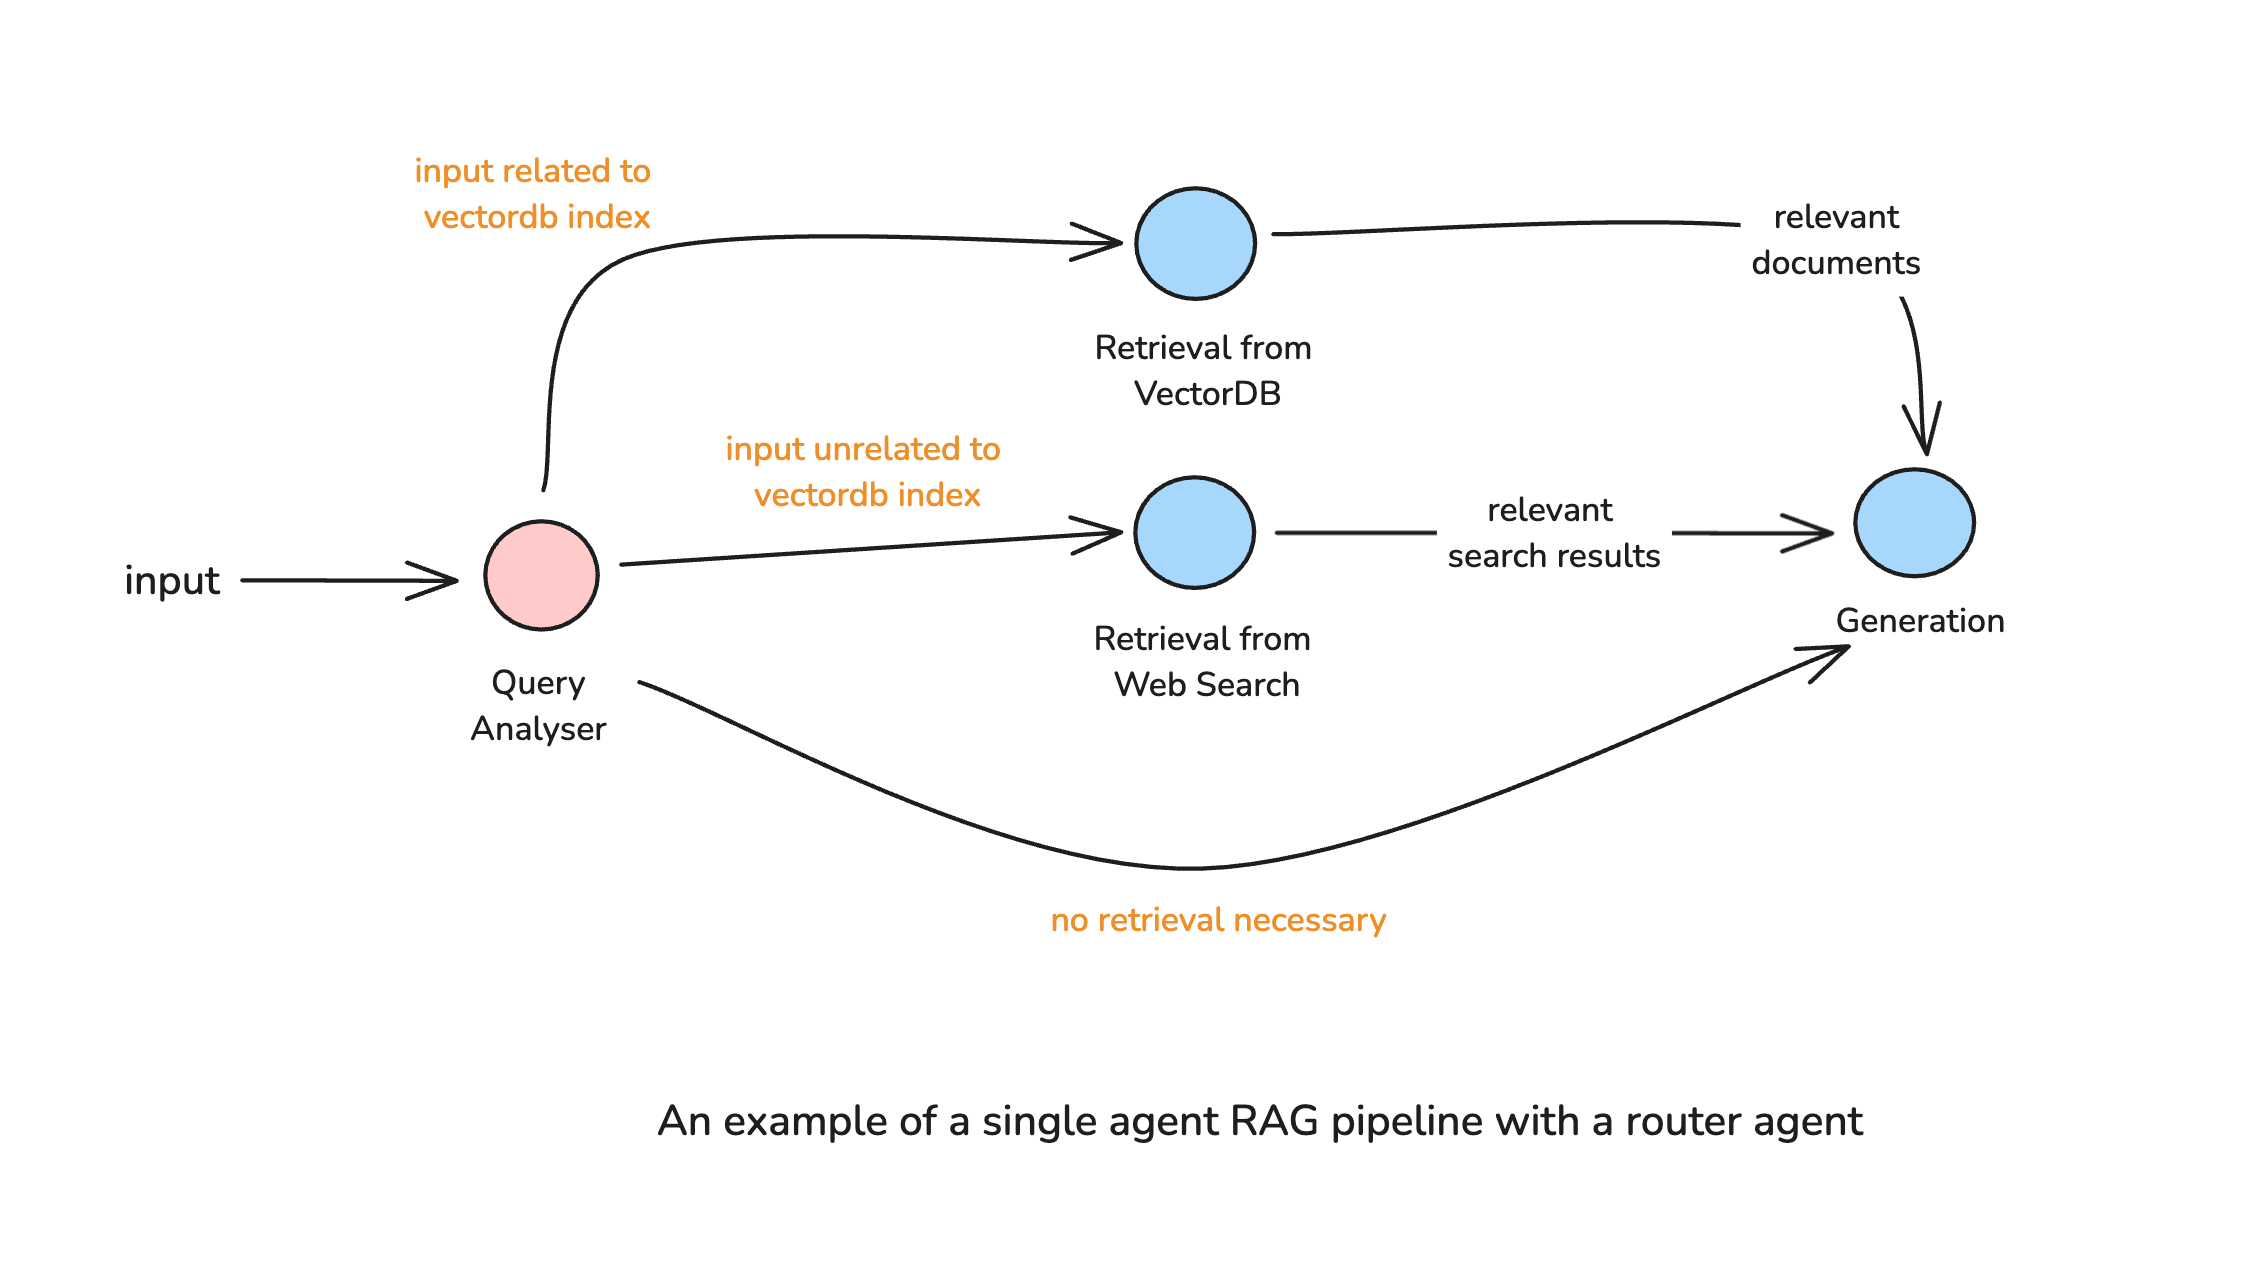 input related to
vectordb index
relevant
documents
Retrieval from
VectorDB
input unrelated to
vectordb index
relevant
search results
input
Generation
Retrieval from
Web Search
Query
Analyser
no retrieval necessary
An example of a single agent RAG pipeline with a router agent